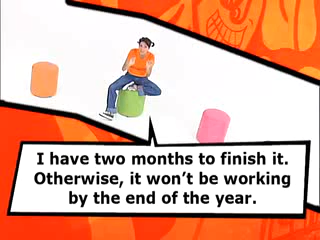 I have two months to finish it.
Otherwise, it won't be working
by the end of the year.